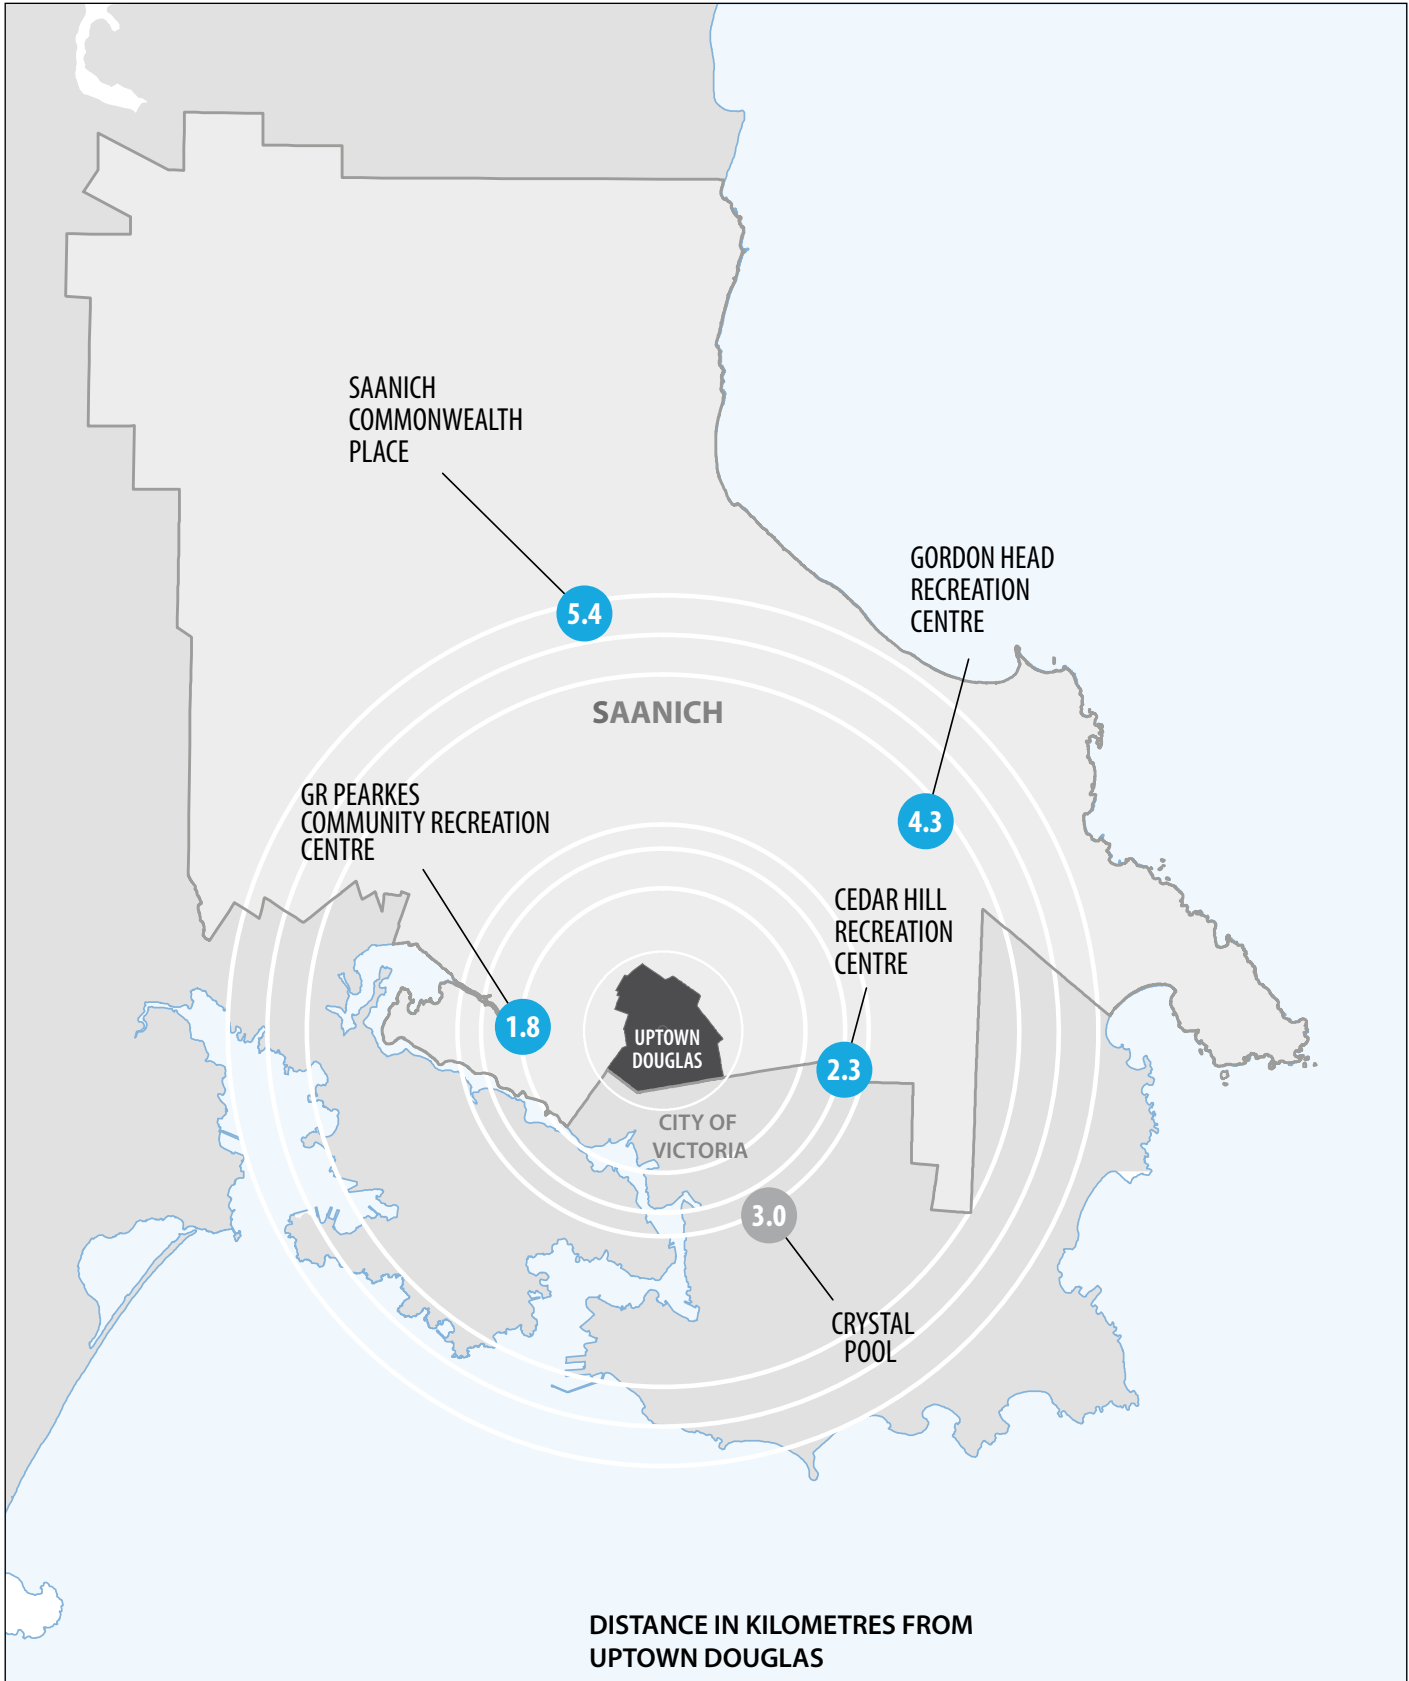 SAANICH
COMMONWEALTH
PLACE
5.4
GORDON HEAD
RECREATION
CENTRE
SAANICH
GR PEARKES
COMMUNITY RECREATION
CENTRE
4.3
CEDAR HILL
RECREATION
CENTRE
1.8
UPTOWN
DOUGLAS
2.3
CITY OF
VICTORIA
3.0
CRYSTAL
POOL
DISTANCE IN KILOMETRES FROM
UPTOWN DOUGLAS